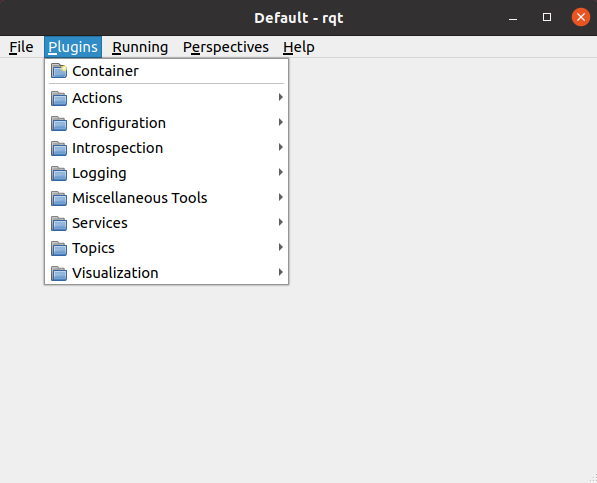 Default - rqt
File Plugins Running Perspectives Help
Container
Actions
Configuration
Introspection
Logging
Miscellaneous Tools
Services
Topics
Visualization